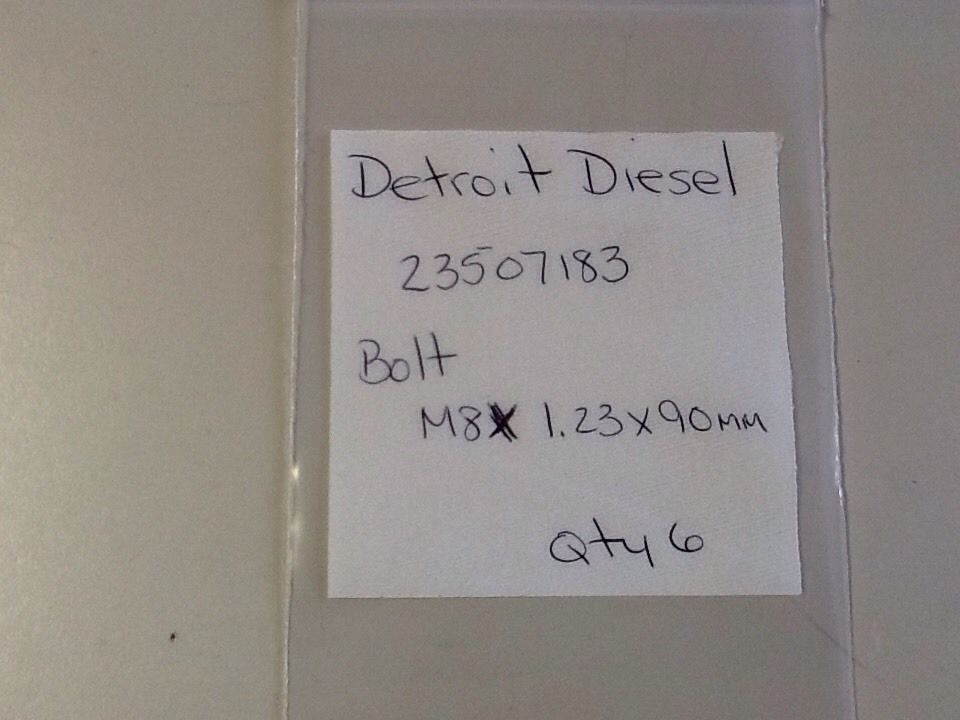 Detroit Diesel
23507183
Bolt
M8X 1.23X90MM
Qty 6